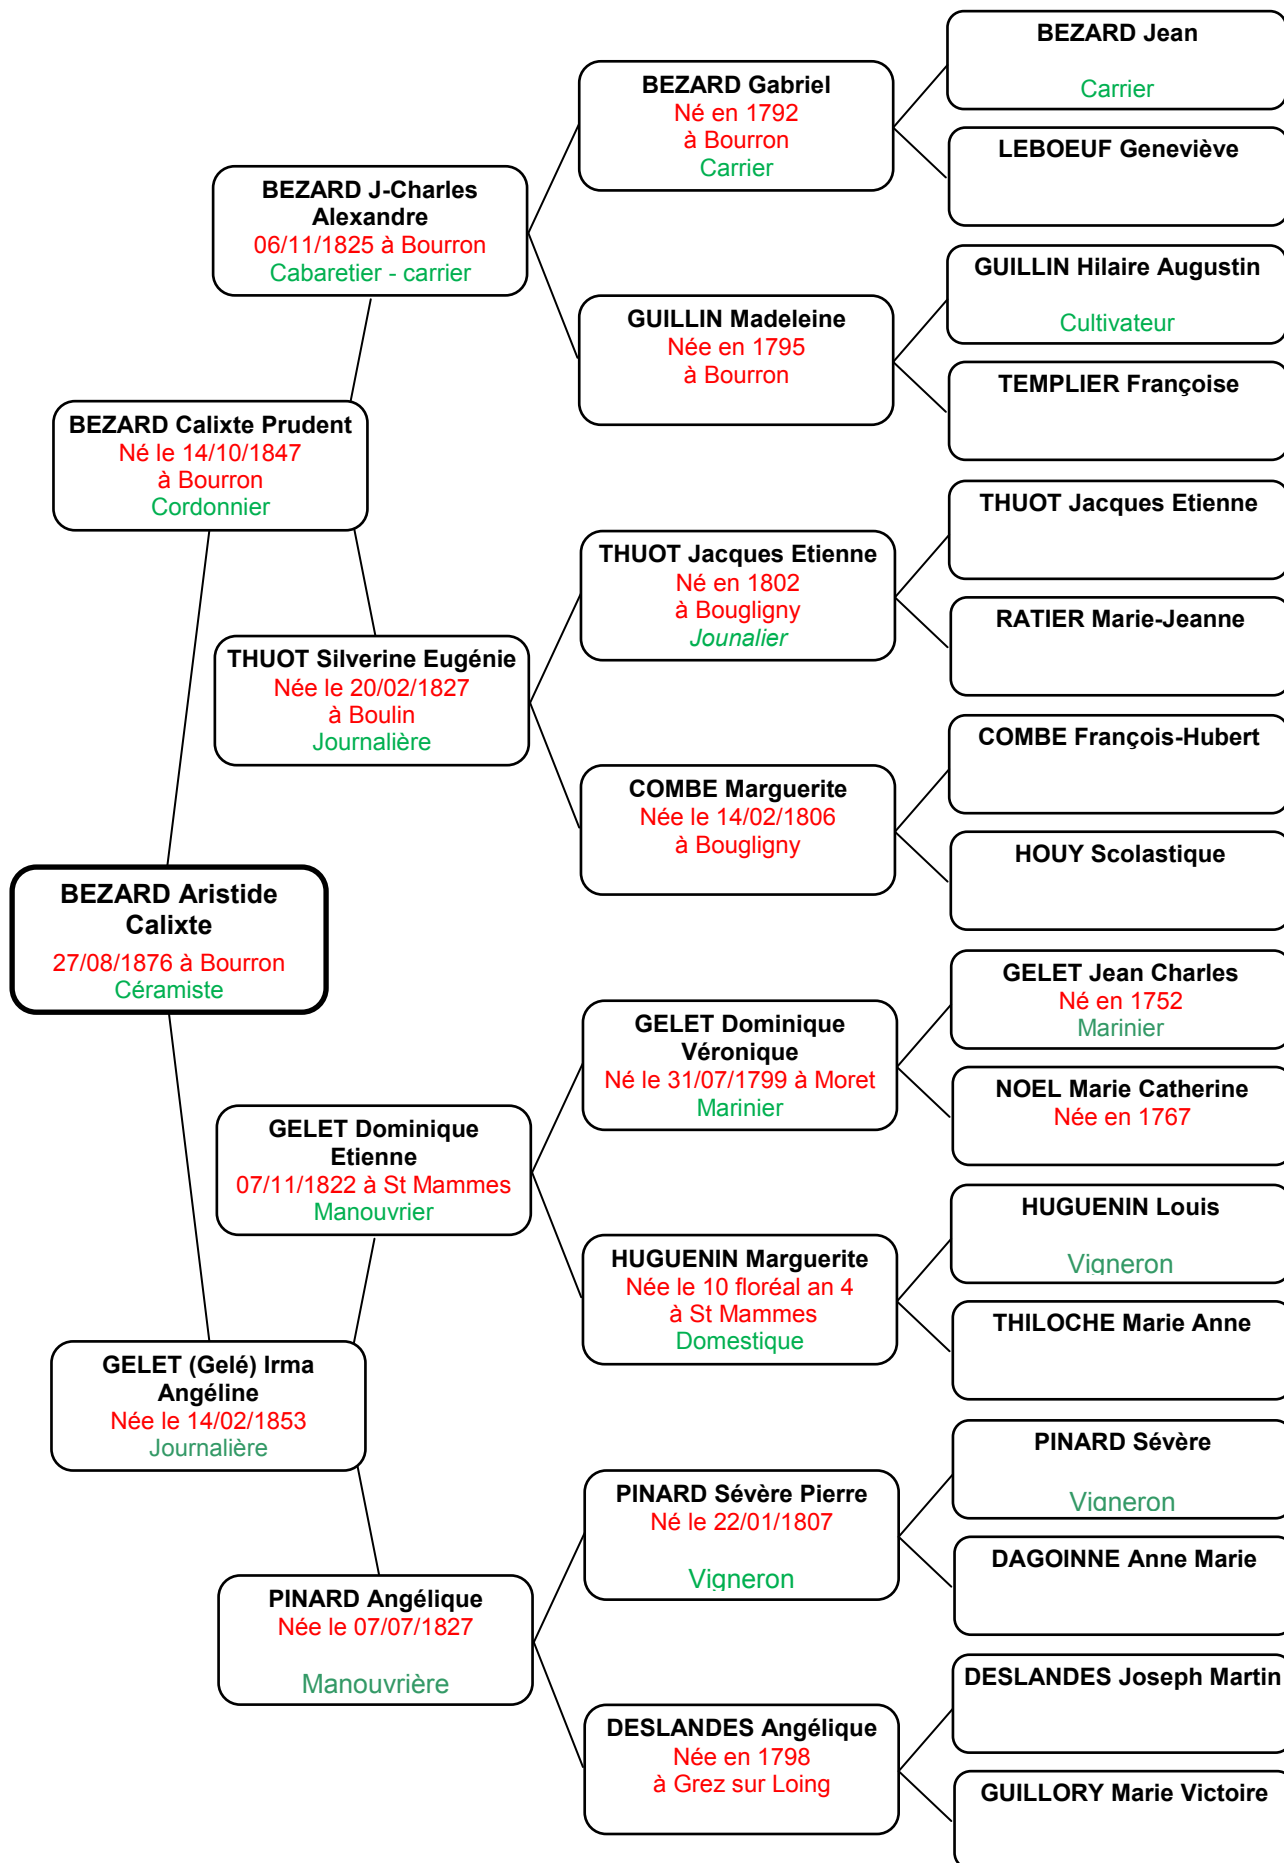 BEZARD Jean
Carrier
BEZARD Gabriel
Né en 1792
à Bourron
Carrier
LEBOEUF Geneviève
BEZARD J-Charles
Alexandre
06/11/1825 à Bourron
Cabaretier - carrier
GUILLIN Hilaire Augustin
Cultivateur
GUILLIN Madeleine
Née en 1795
à Bourron
TEMPLIER Françoise
BEZARD Calixte Prudent
Né le 14/10/1847
à Bourron
Cordonnier
THUOT Jacques Etienne
THUOT Jacques Etienne
Né en 1802
à Bougligny
Jounalier
RATIER Marie-Jeanne
THUOT Silverine Eugénie
Née le 20/02/1827
à Boulin
Journalière
COMBE François-Hubert
COMBE Marguerite
Née le 14/02/1806
à Bougligny
HOUY Scolastique
BEZARD Aristide
Calixte
27/08/1876 à Bourron
Céramiste
GELET Jean Charles
Né en 1752
Marinier
GELET Dominique
Véronique
Né le 31/07/1799 à Moret
Marinier
NOEL Marie Catherine
Née en 1767
GELET Dominique
Etienne
07/11/1822 à St Mammes
Manouvrier
HUGUENIN Louis
Vigneron
HUGUENIN Marguerite
Née le 10 floréal an 4
à St Mammes
Domestique
THILOCHE Marie Anne
GELET (Gelé) Irma
Angéline
Née le 14/02/1853
Journalière
PINARD Sévère
Vigneron
PINARD Sévère Pierre
Né le 22/01/1807
Vigneron
DAGOINNE Anne Marie
PINARD Angélique
Née le 07/07/1827
Manouvrière
DESLANDES Joseph Martin
DESLANDES Angélique
Née en 1798
à Grez sur Loing
GUILLORY Marie Victoire